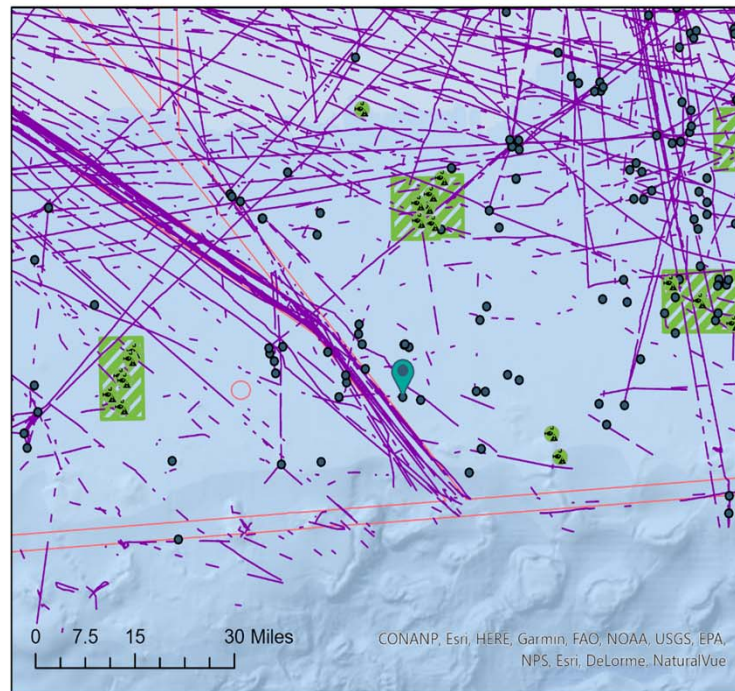 0 7.5 15 30 Miles
CONANP, Esri, HERE, Garmin, FAO, NOAA, USGS, EPA,
NPS, Esri, DeLorme, NaturalVue